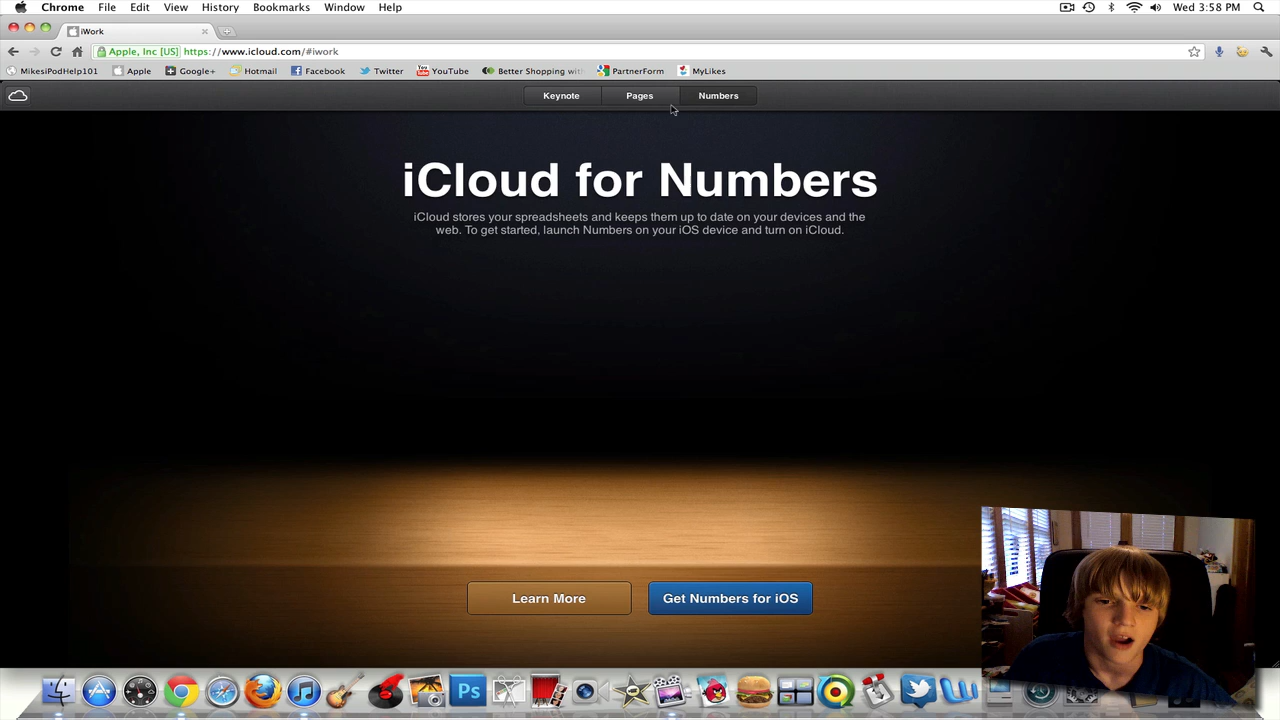 Chrome File Edit View History Bookmarks Window Help Wed 3:58 PM
iWork
Apple, Inc [US] https://www.icloud.com/#iwork
MikesiPodHelp101 Apple Google+ Hotmail Facebook Twitter YouTube Better Shopping with PartnerForm MyLikes
Keynote Pages Numbers
iCloud for Numbers
iCloud stores your spreadsheets and keeps them up to date on your devices and the
web. To get started, launch Numbers on your iOS device and turn on iCloud.
Learn More Get Numbers for iOS
Ps